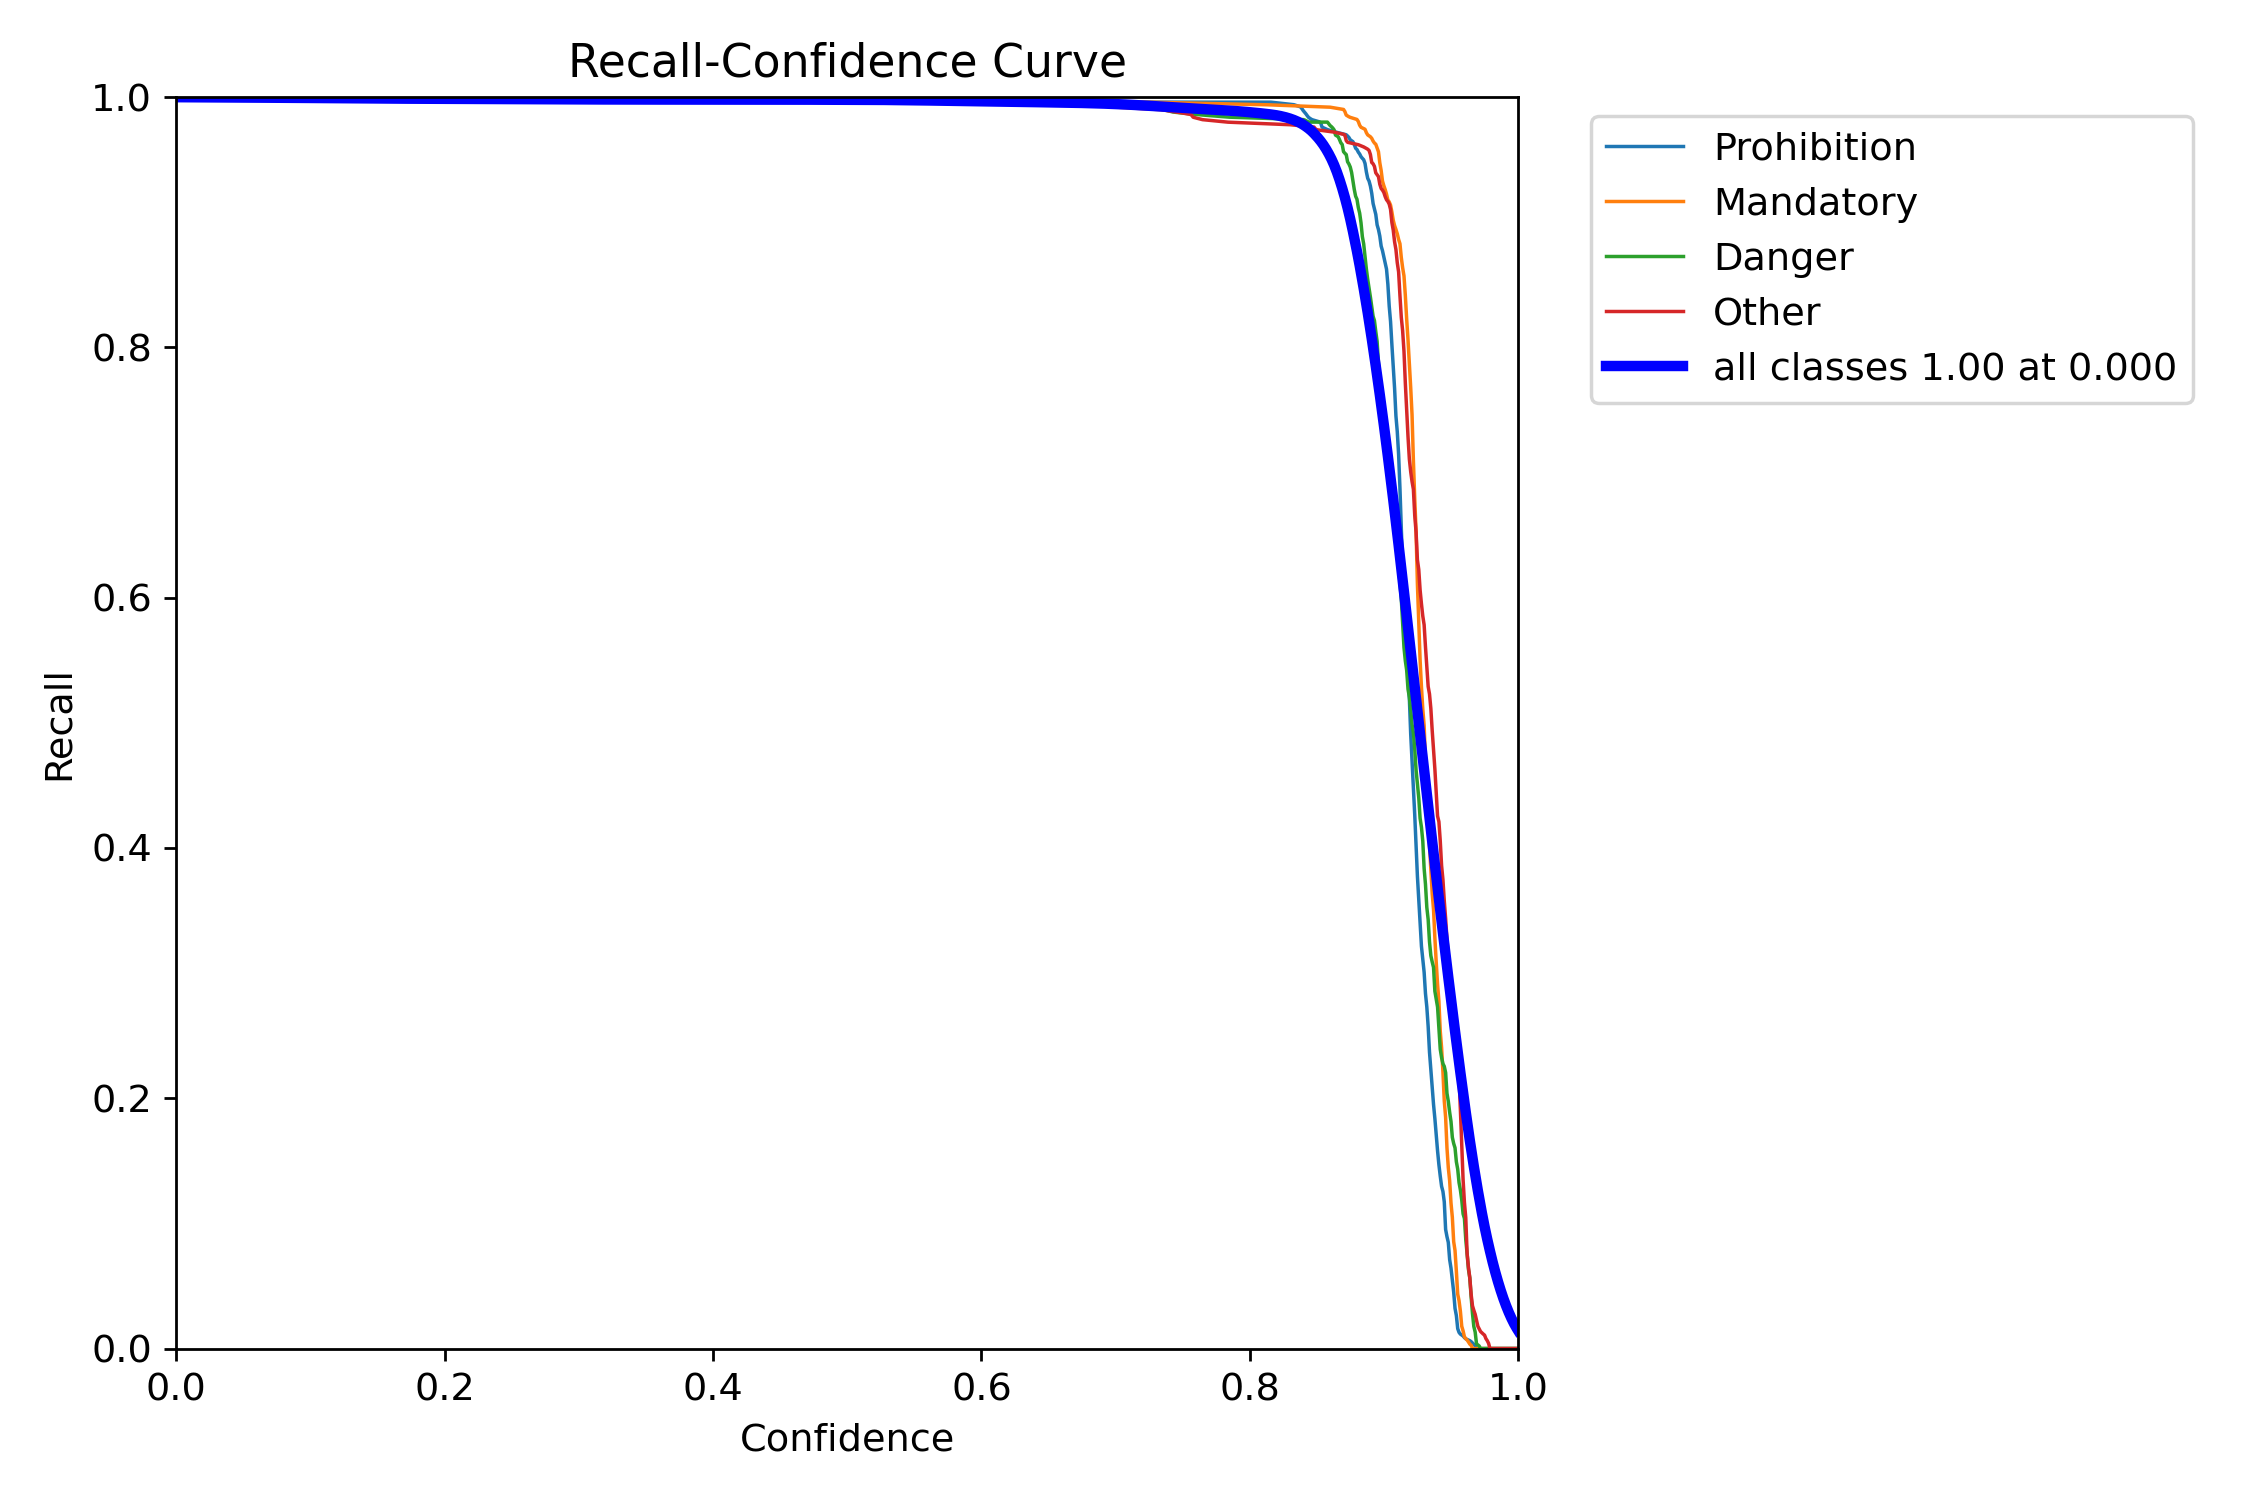 Recall-Confidence Curve
1.0
0.8
0.6
0.4
0.2
0.0
Recall
0.0 0.2 0.4 0.6 0.8 1.0
Confidence
Prohibition
Mandatory
Danger
Other
all classes 1.00 at 0.000